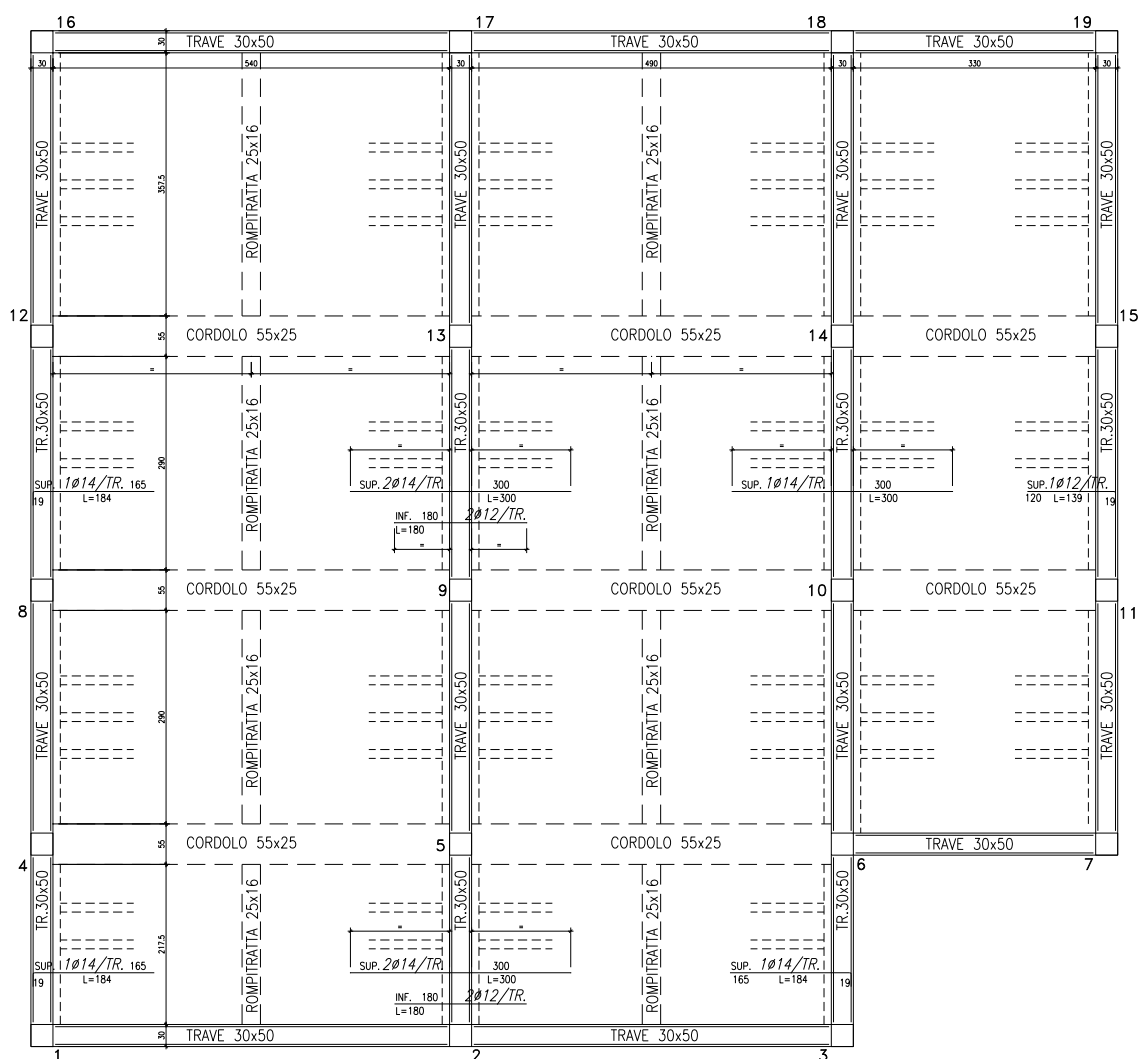 16 17 18 19
TRAVE 30x50 TRAVE 30x50 TRAVE 30x50
30
30 540 30 490 30 330 30
TRAVE 30x50
357.5
ROMPITRATTA 25x16
TRAVE 30x50
ROMPITRATTA 25x16
TRAVE 30x50
TRAVE 30x50
12 13 14 15
55
CORDOLO 55x25 CORDOLO 55x25 CORDOLO 55x25
= = = =
TR.30x50
290
ROMPITRATTA 25x16
TR.30x50
ROMPITRATTA 25x16
TR.30x50
TR.30x50
= = = =
SUP. 1ø14/TR. 165
19 L=184
SUP. 2ø14/TR. 300
L=300
SUP. 1ø14/TR. 300
L=300
SUP. 1ø12/TR.
120 L=139 19
INF. 180 2ø12/TR.
L=180
= =
55
CORDOLO 55x25 CORDOLO 55x25 CORDOLO 55x25
8 9 10 11
TRAVE 30x50
290
ROMPITRATTA 25x16
TRAVE 30x50
ROMPITRATTA 25x16
TRAVE 30x50
TRAVE 30x50
55
CORDOLO 55x25 CORDOLO 55x25 TRAVE 30x50
4 5 6 7
TR.30x50
217.5
ROMPITRATTA 25x16
TR.30x50
ROMPITRATTA 25x16
TR.30x50
= =
SUP. 1ø14/TR. 165
19 L=184
SUP. 2ø14/TR. 300
L=300
SUP. 1ø14/TR.
165 L=184 19
INF. 180 2ø12/TR.
L=180
30
TRAVE 30x50 TRAVE 30x50
1 2 3